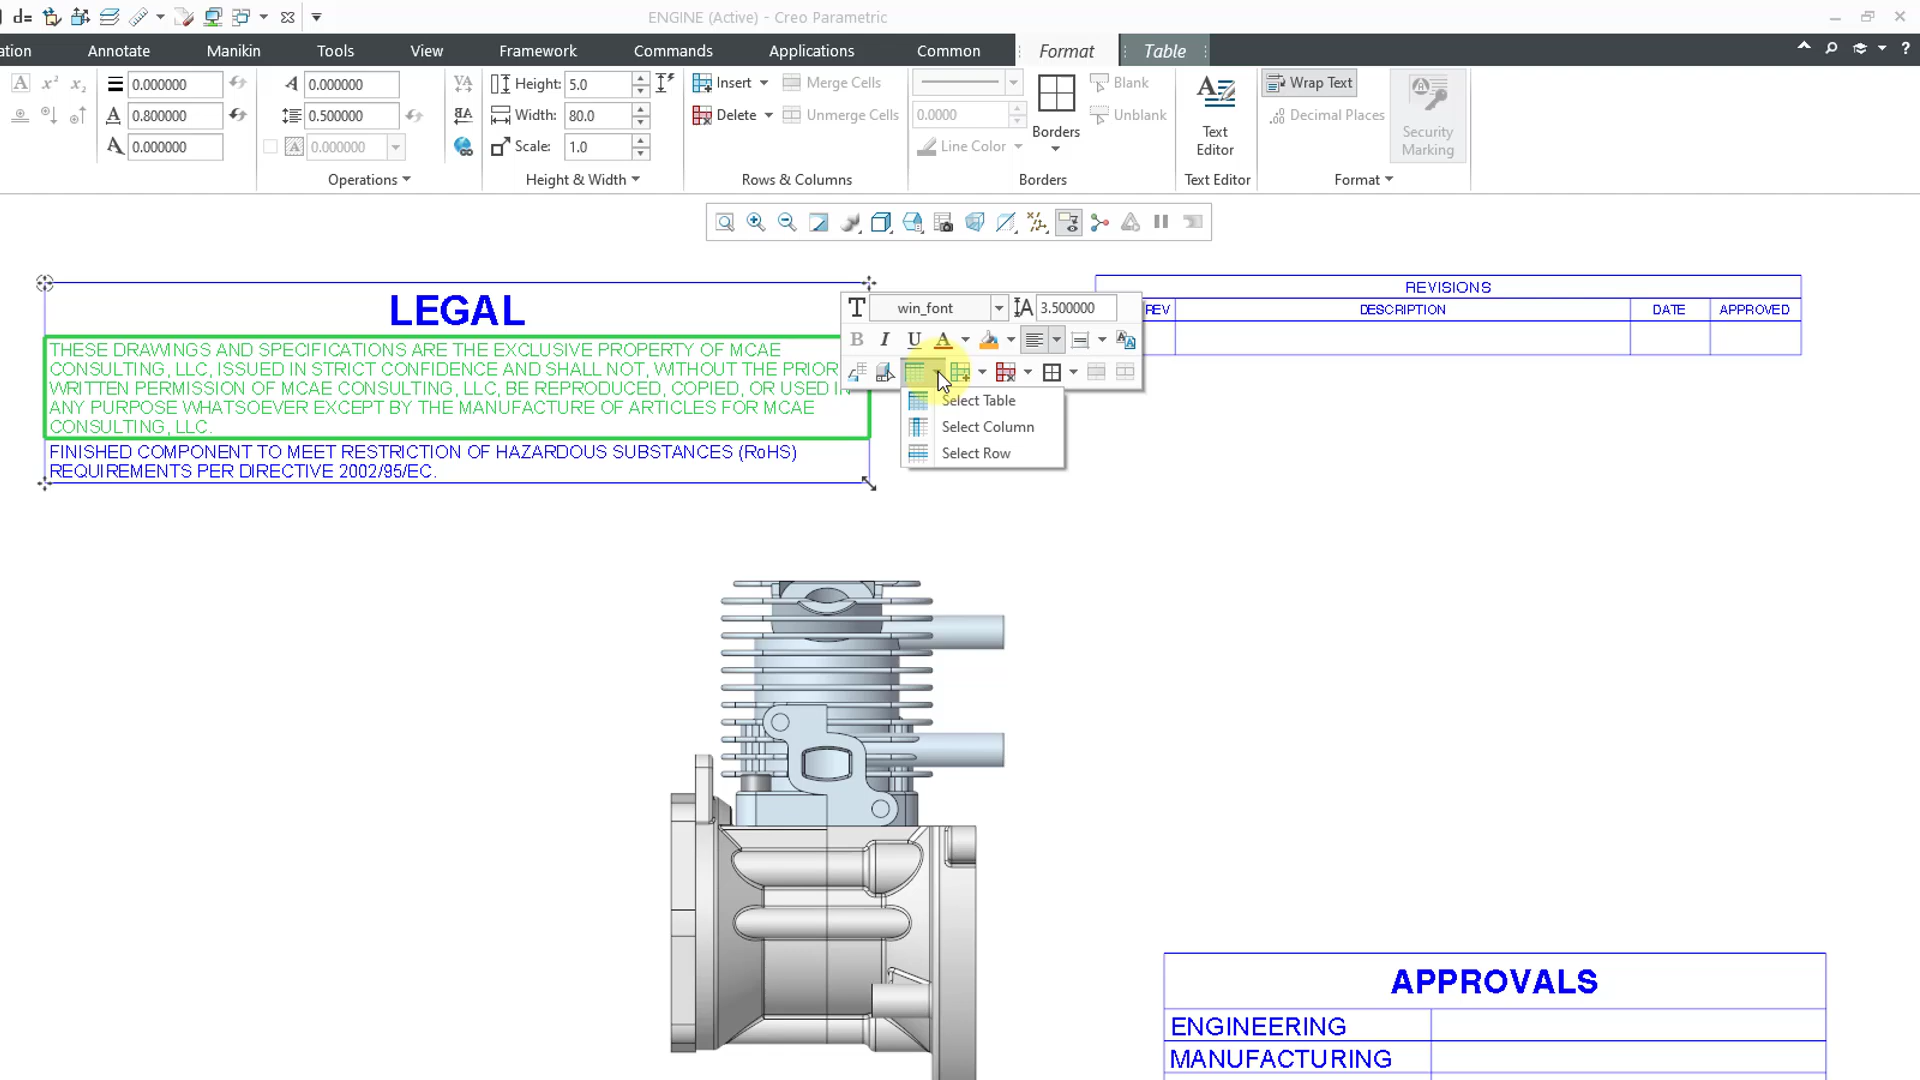 d=
ENGINE (Active) - Creo Parametric
ation
Annotate
Manikin
Tools
View
Framework
Commands
Applications
Common
Format
Table
?
0.000000
0.800000
0.000000
0.000000
0.500000
0.000000
Operations
Height: 5.0
Width: 80.0
Scale: 1.0
Height & Width
Insert
Delete
Merge Cells
Unmerge Cells
Rows & Columns
0.0000
Line Color
Borders
Blank
Unblank
Borders
Text
Editor
Text Editor
Wrap Text
Decimal Places
Security
Marking
Format
LEGAL
THESE DRAWINGS AND SPECIFICATIONS ARE THE EXCLUSIVE PROPERTY OF MCAE
CONSULTING, LLC, ISSUED IN STRICT CONFIDENCE AND SHALL NOT, WITHOUT THE PRIOR
WRITTEN PERMISSION OF MCAE CONSULTING, LLC, BE REPRODUCED, COPIED, OR USED IN
ANY PURPOSE WHATSOEVER EXCEPT BY THE MANUFACTURE OF ARTICLES FOR MCAE
CONSULTING, LLC.
FINISHED COMPONENT TO MEET RESTRICTION OF HAZARDOUS SUBSTANCES (RoHS)
REQUIREMENTS PER DIRECTIVE 2002/95/EC.
win_font
3.500000
B I U A
Select Table
Select Column
Select Row
REVISIONS
REV
DESCRIPTION
DATE
APPROVED
APPROVALS
ENGINEERING
MANUFACTURING